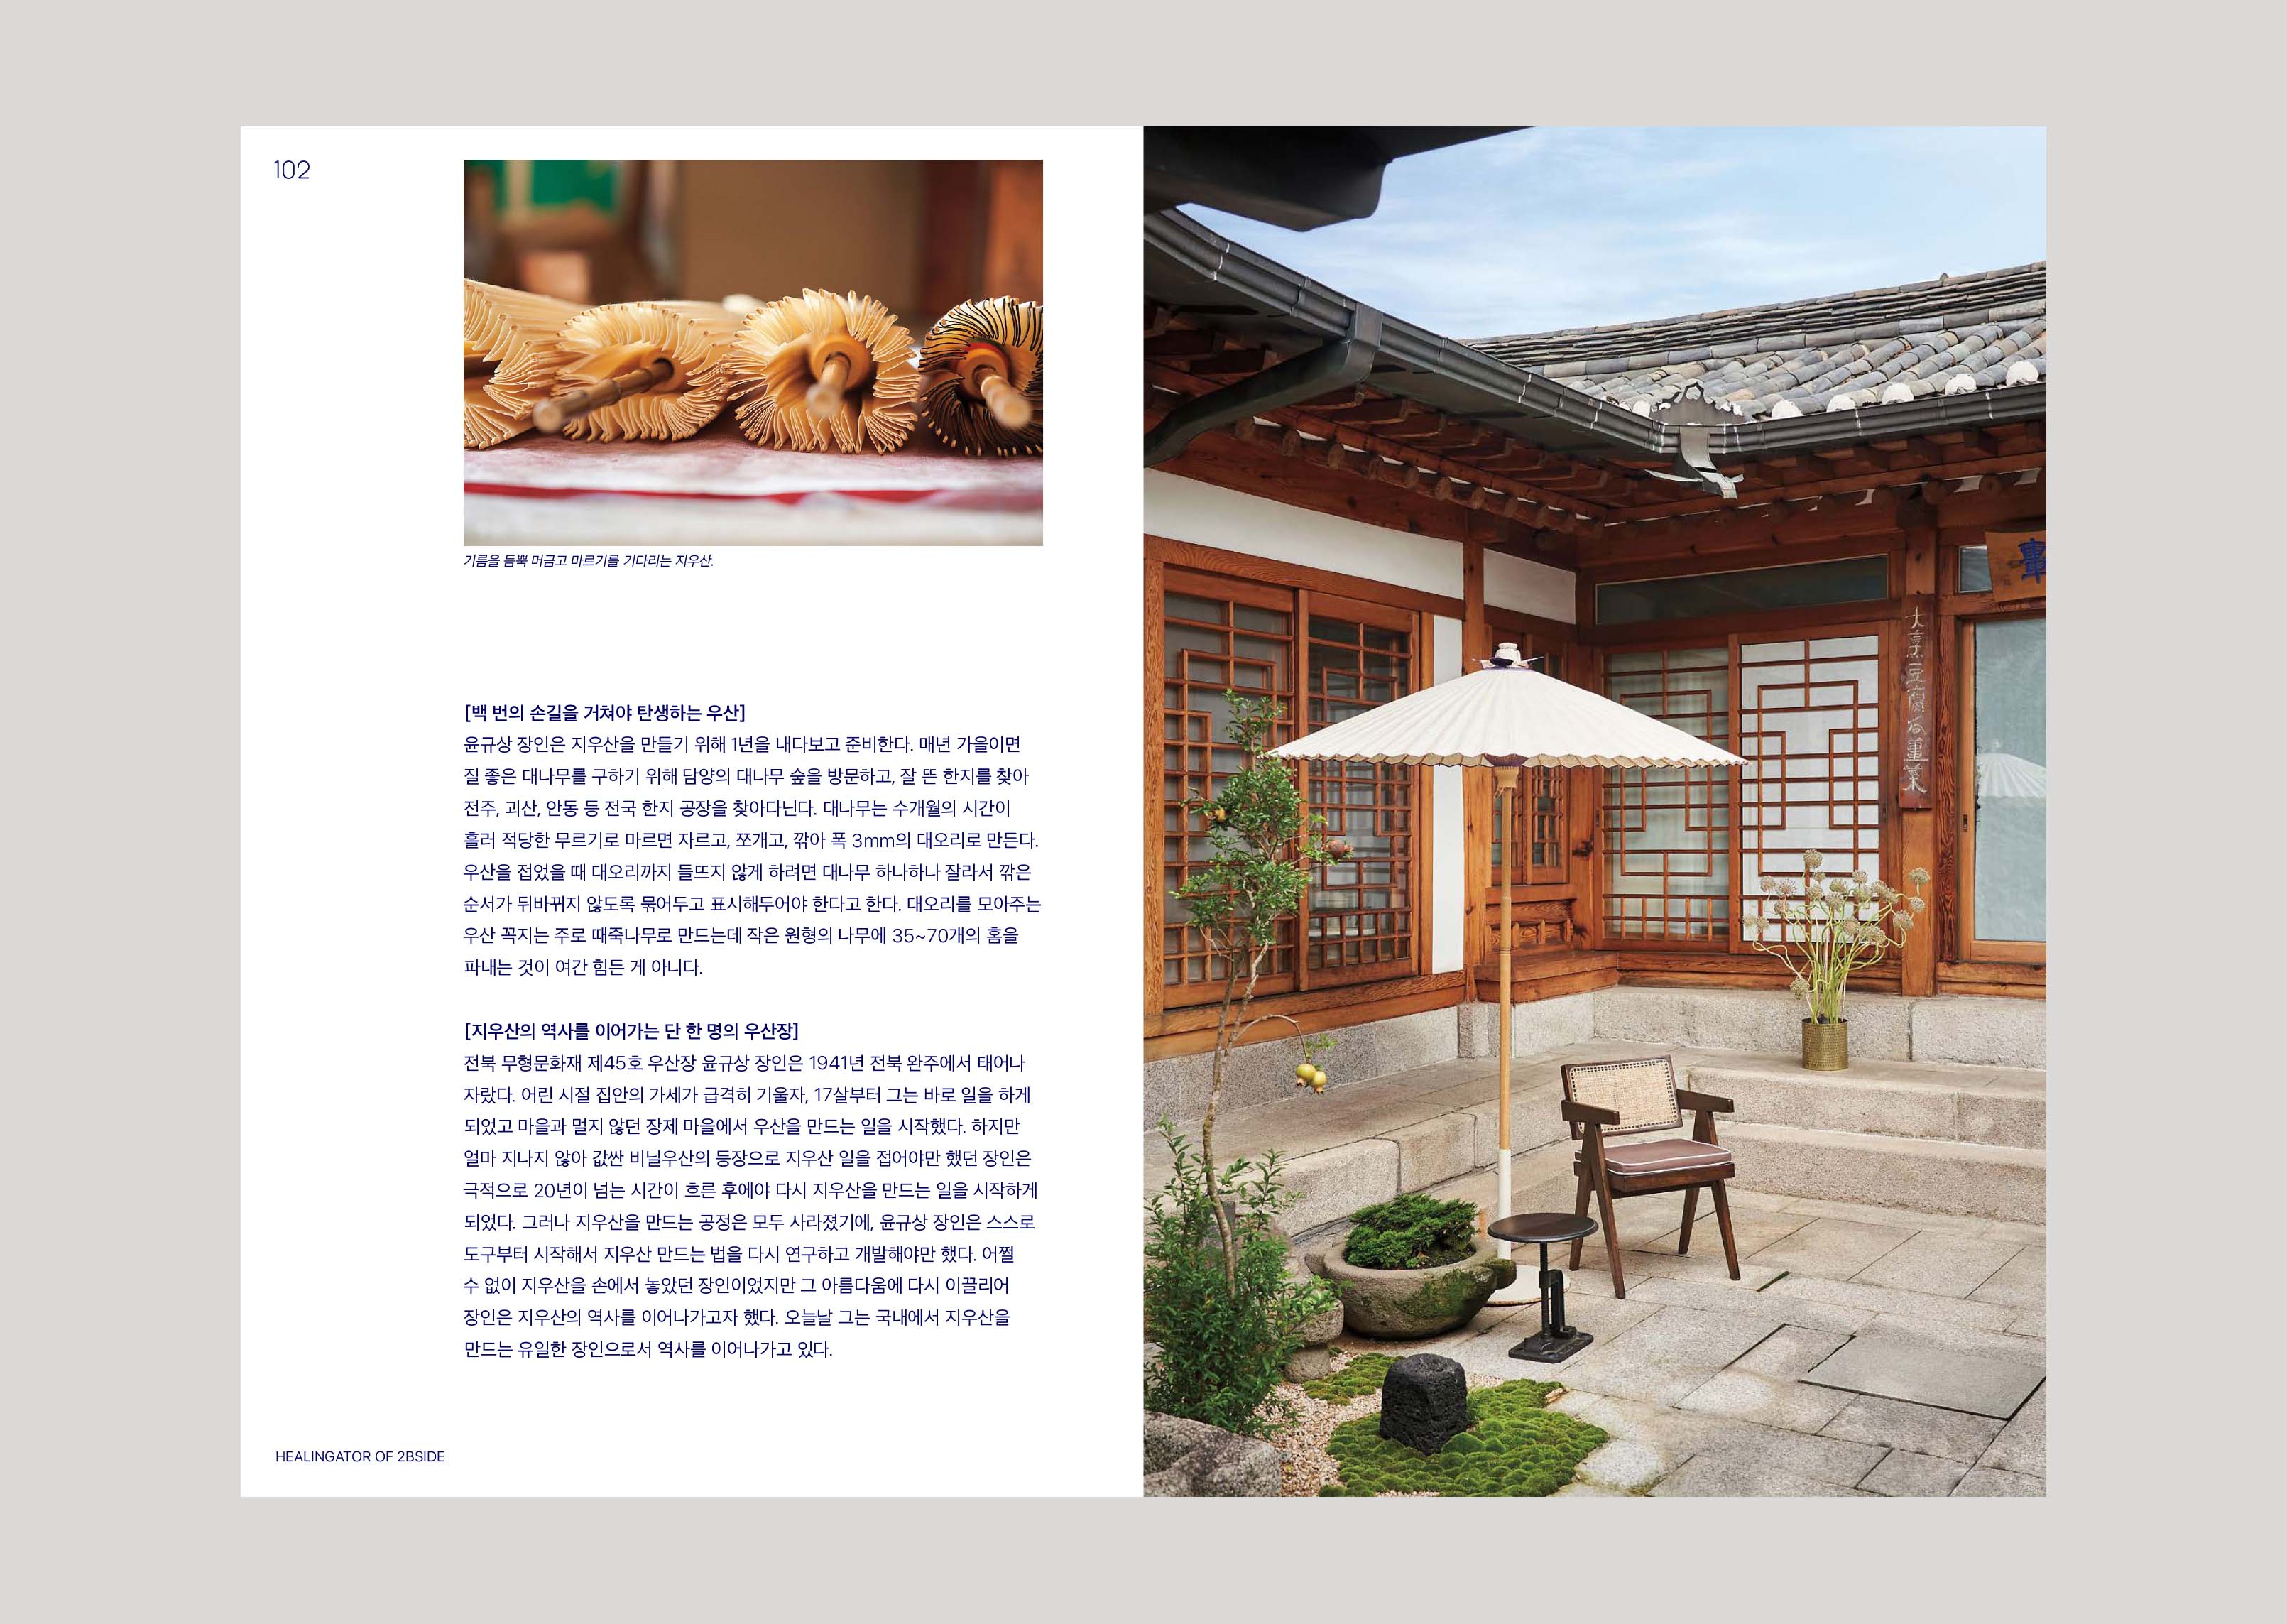 102
기름을 듬뿍 머금고 마르기를 기다리는 지우산.
[백 번의 손길을 거쳐야 탄생하는 우산]
윤규상 장인은 지우산을 만들기 위해 1년을 내다보고 준비한다. 매년 가을이면
질 좋은 대나무를 구하기 위해 담양의 대나무 숲을 방문하고, 잘 뜬 한지를 찾아
전주, 괴산, 안동 등 전국 한지 공장을 찾아다닌다. 대나무는 수개월의 시간이
흘러 적당한 무르기로 마르면 자르고, 쪼개고, 깎아 폭 3mm의 대오리로 만든다.
우산을 접었을 때 대오리까지 들뜨지 않게 하려면 대나무 하나하나 잘라서 깎은
순서가 뒤바뀌지 않도록 묶어두고 표시해두어야 한다고 한다. 대오리를 모아주는
우산 꼭지는 주로 때죽나무로 만드는데 작은 원형의 나무에 35~70개의 홈을
파내는 것이 여간 힘든 게 아니다.
[지우산의 역사를 이어가는 단 한 명의 우산장]
전북 무형문화재 제45호 우산장 윤규상 장인은 1941년 전북 완주에서 태어나
자랐다. 어린 시절 집안의 가세가 급격히 기울자, 17살부터 그는 바로 일을 하게
되었고 마을과 멀지 않던 장제 마을에서 우산을 만드는 일을 시작했다. 하지만
얼마 지나지 않아 값싼 비닐우산의 등장으로 지우산 일을 접어야만 했던 장인은
극적으로 20년이 넘는 시간이 흐른 후에야 다시 지우산을 만드는 일을 시작하게
되었다. 그러나 지우산을 만드는 공정은 모두 사라졌기에, 윤규상 장인은 스스로
도구부터 시작해서 지우산 만드는 법을 다시 연구하고 개발해야만 했다. 어쩔
수 없이 지우산을 손에서 놓았던 장인이었지만 그 아름다움에 다시 이끌리어
장인은 지우산의 역사를 이어나가고자 했다. 오늘날 그는 국내에서 지우산을
만드는 유일한 장인으로서 역사를 이어나가고 있다.
HEALINGATOR OF 2BSIDE
大烹豆腐瓜薑菜